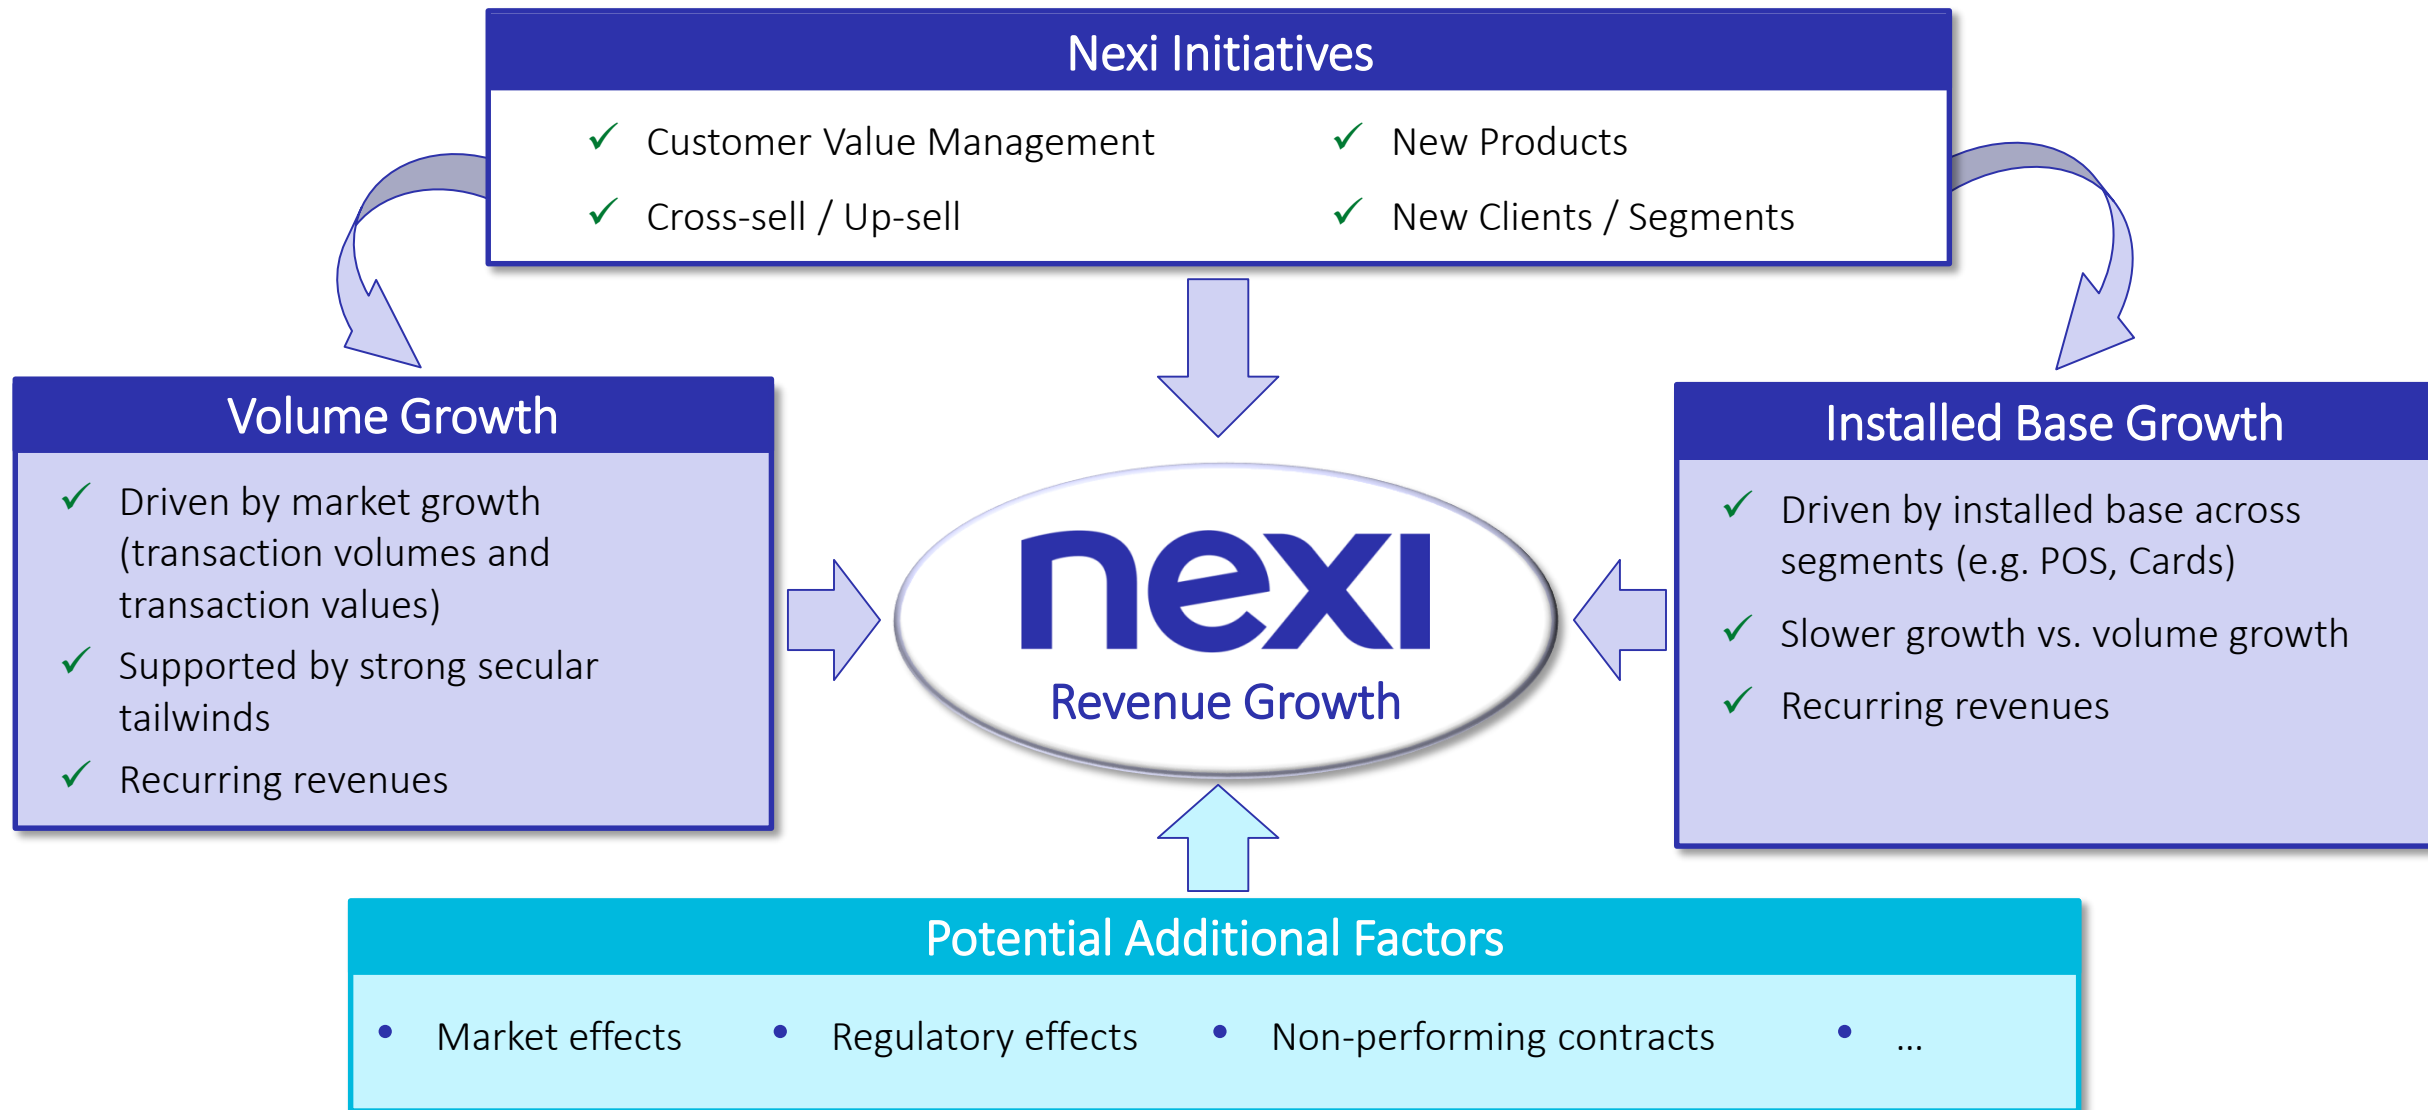 Nexi Initiatives
✓ Customer Value Management
✓ New Products
✓ Cross-sell / Up-sell
✓ New Clients / Segments
Volume Growth
✓ Driven by market growth
(transaction volumes and
transaction values)
✓ Supported by strong secular
tailwinds
✓ Recurring revenues
nexi
Revenue Growth
Installed Base Growth
✓ Driven by installed base across
segments (e.g. POS, Cards)
✓ Slower growth vs. volume growth
✓ Recurring revenues
Potential Additional Factors
• Market effects • Regulatory effects • Non-performing contracts • ...